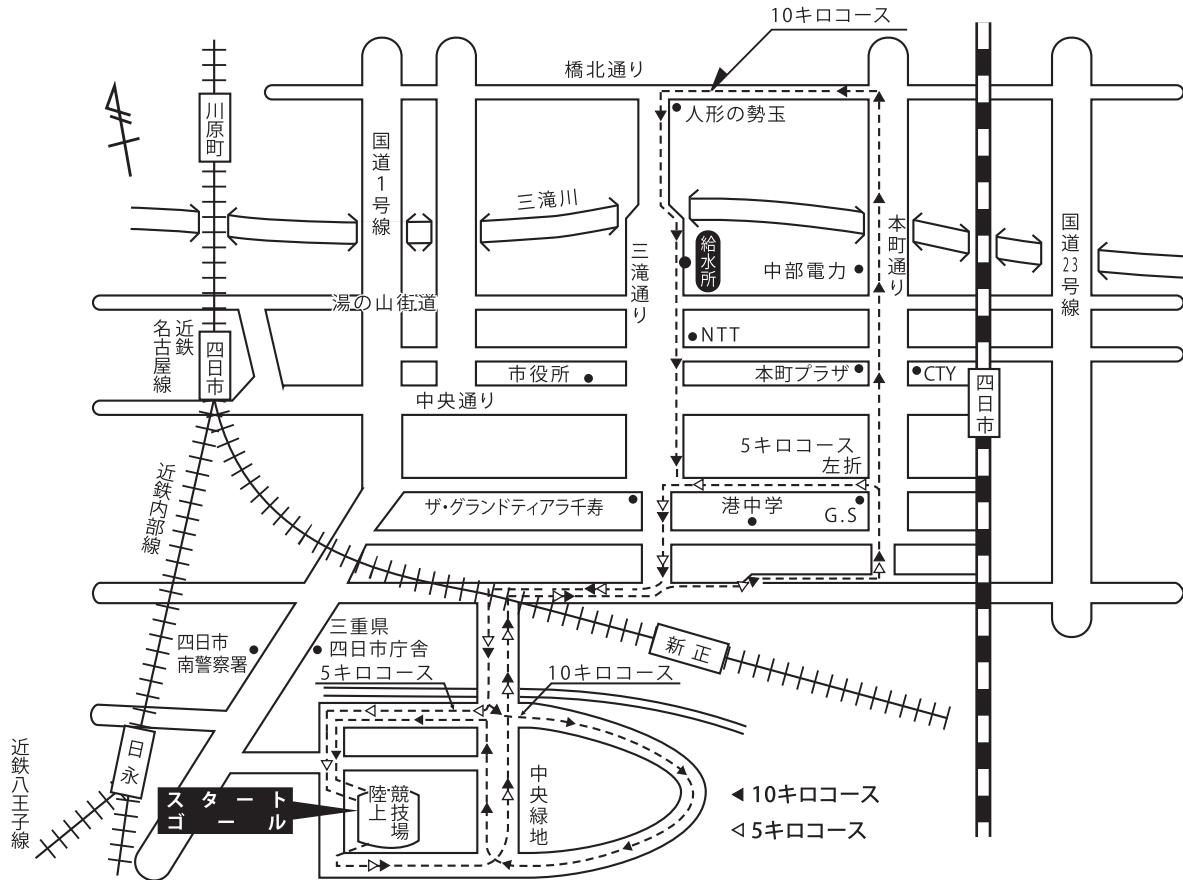 10キロコース
橋北通り
人形の勢玉
川原町
国道1号線
三滝川
三滝通り
給水所
中部電力
本町通り
国道23号線
湯の山街道
近鉄
名古屋線
四日市
NTT
市役所
本町プラザ
CTY
四日市
中央通り
5キロコース
左折
近鉄内部線
ザ・グランドティアラ千寿
港中学
G.S
三重県
四日市庁舎
四日市
南警察署
新正
5キロコース
10キロコース
日永
近鉄八王子線
スタート
ゴール
競技場
陸上
中央緑地
10キロコース
5キロコース